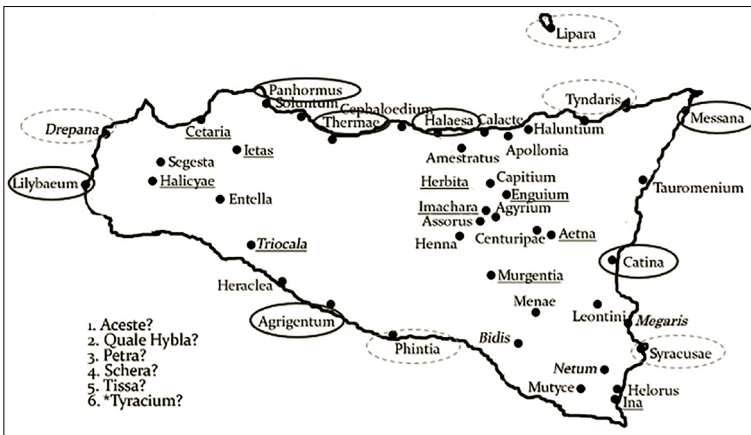 Lipara
Panhormus
Soluntum
Cephaloedium
Tyndaris
Drepana
Cetaria
Thermae
Halaesa
Calacte
Haluntium
Messana
Ietas
Segesta
Amestratus
Apollonia
Lilybaeum
Halicyae
Herbita
Capitium
Tauromenium
Entella
Enguium
Imachara
Agyrium
Assorus
Triocala
Henna
Centuripae
Aetna
Catina
Heraclea
Murgentia
Agrigentum
Menae
Leontini
Megaris
Phintia
Bidis
Syracusae
Netum
Mutyce
Helorus
Ina
1. Aceste?
2. Quale Hybla?
3. Petra?
4. Schera?
5. Tissa?
6. *Tyracium?